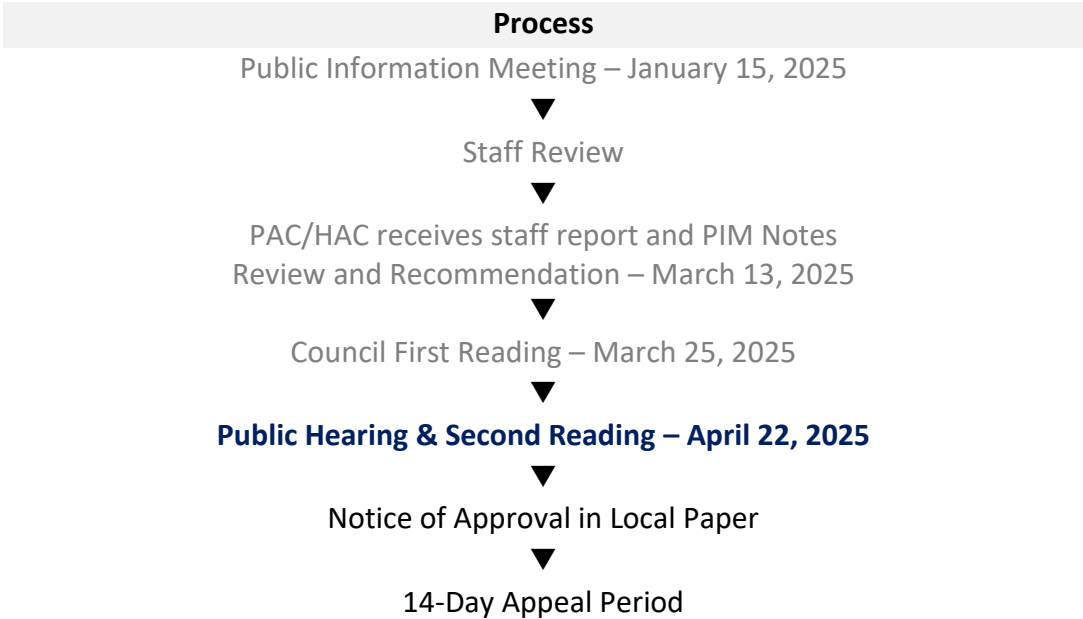 Process
Public Information Meeting – January 15, 2025
Staff Review
PAC/HAC receives staff report and PIM Notes
Review and Recommendation – March 13, 2025
Council First Reading – March 25, 2025
Public Hearing & Second Reading – April 22, 2025
Notice of Approval in Local Paper
14-Day Appeal Period